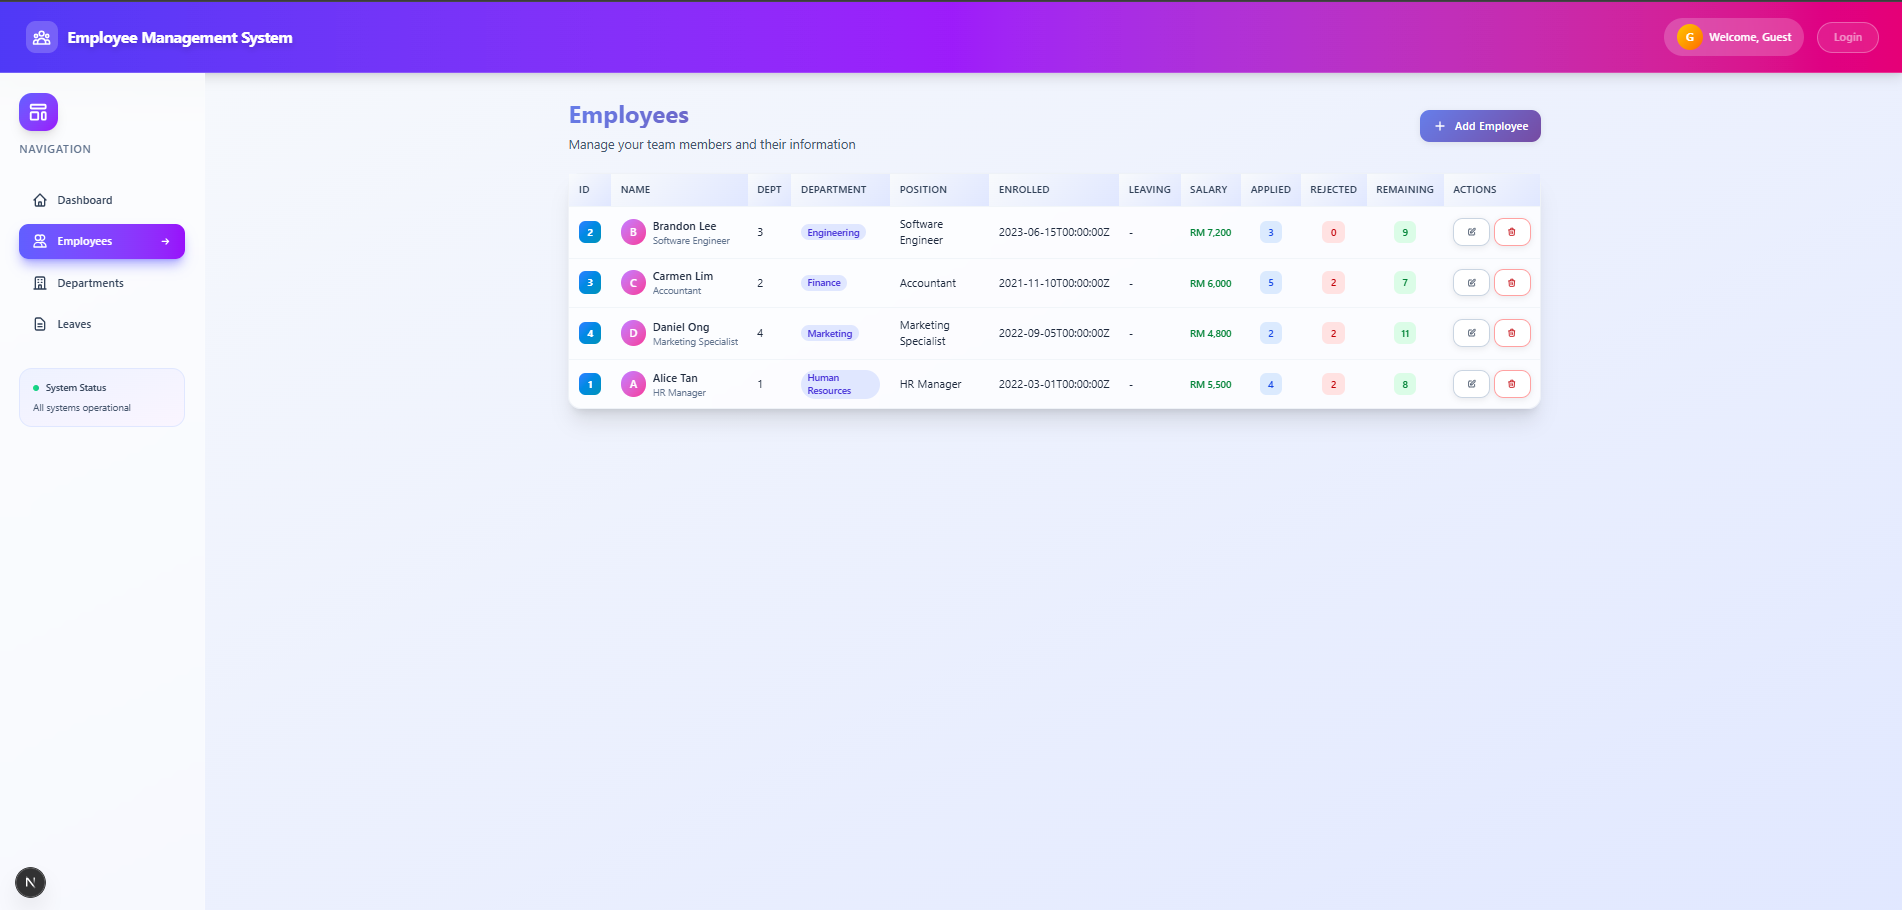 Employee Management System
G Welcome, Guest
Login
NAVIGATION
Dashboard
Employees
Departments
Leaves
System Status
All systems operational
N
Employees
Manage your team members and their information
+ Add Employee
ID NAME DEPT DEPARTMENT POSITION ENROLLED LEAVING SALARY APPLIED REJECTED REMAINING ACTIONS
2 B Brandon Lee 3 Engineering Software 2023-06-15T00:00:00Z - RM 7,200 3 0 9
Software Engineer Engineer
3 C Carmen Lim 2 Finance Accountant 2021-11-10T00:00:00Z - RM 6,000 5 2 7
Accountant
4 D Daniel Ong 4 Marketing Marketing 2022-09-05T00:00:00Z - RM 4,800 2 2 11
Marketing Specialist Specialist
1 A Alice Tan 1 Human HR Manager 2022-03-01T00:00:00Z - RM 5,500 4 2 8
HR Manager Resources